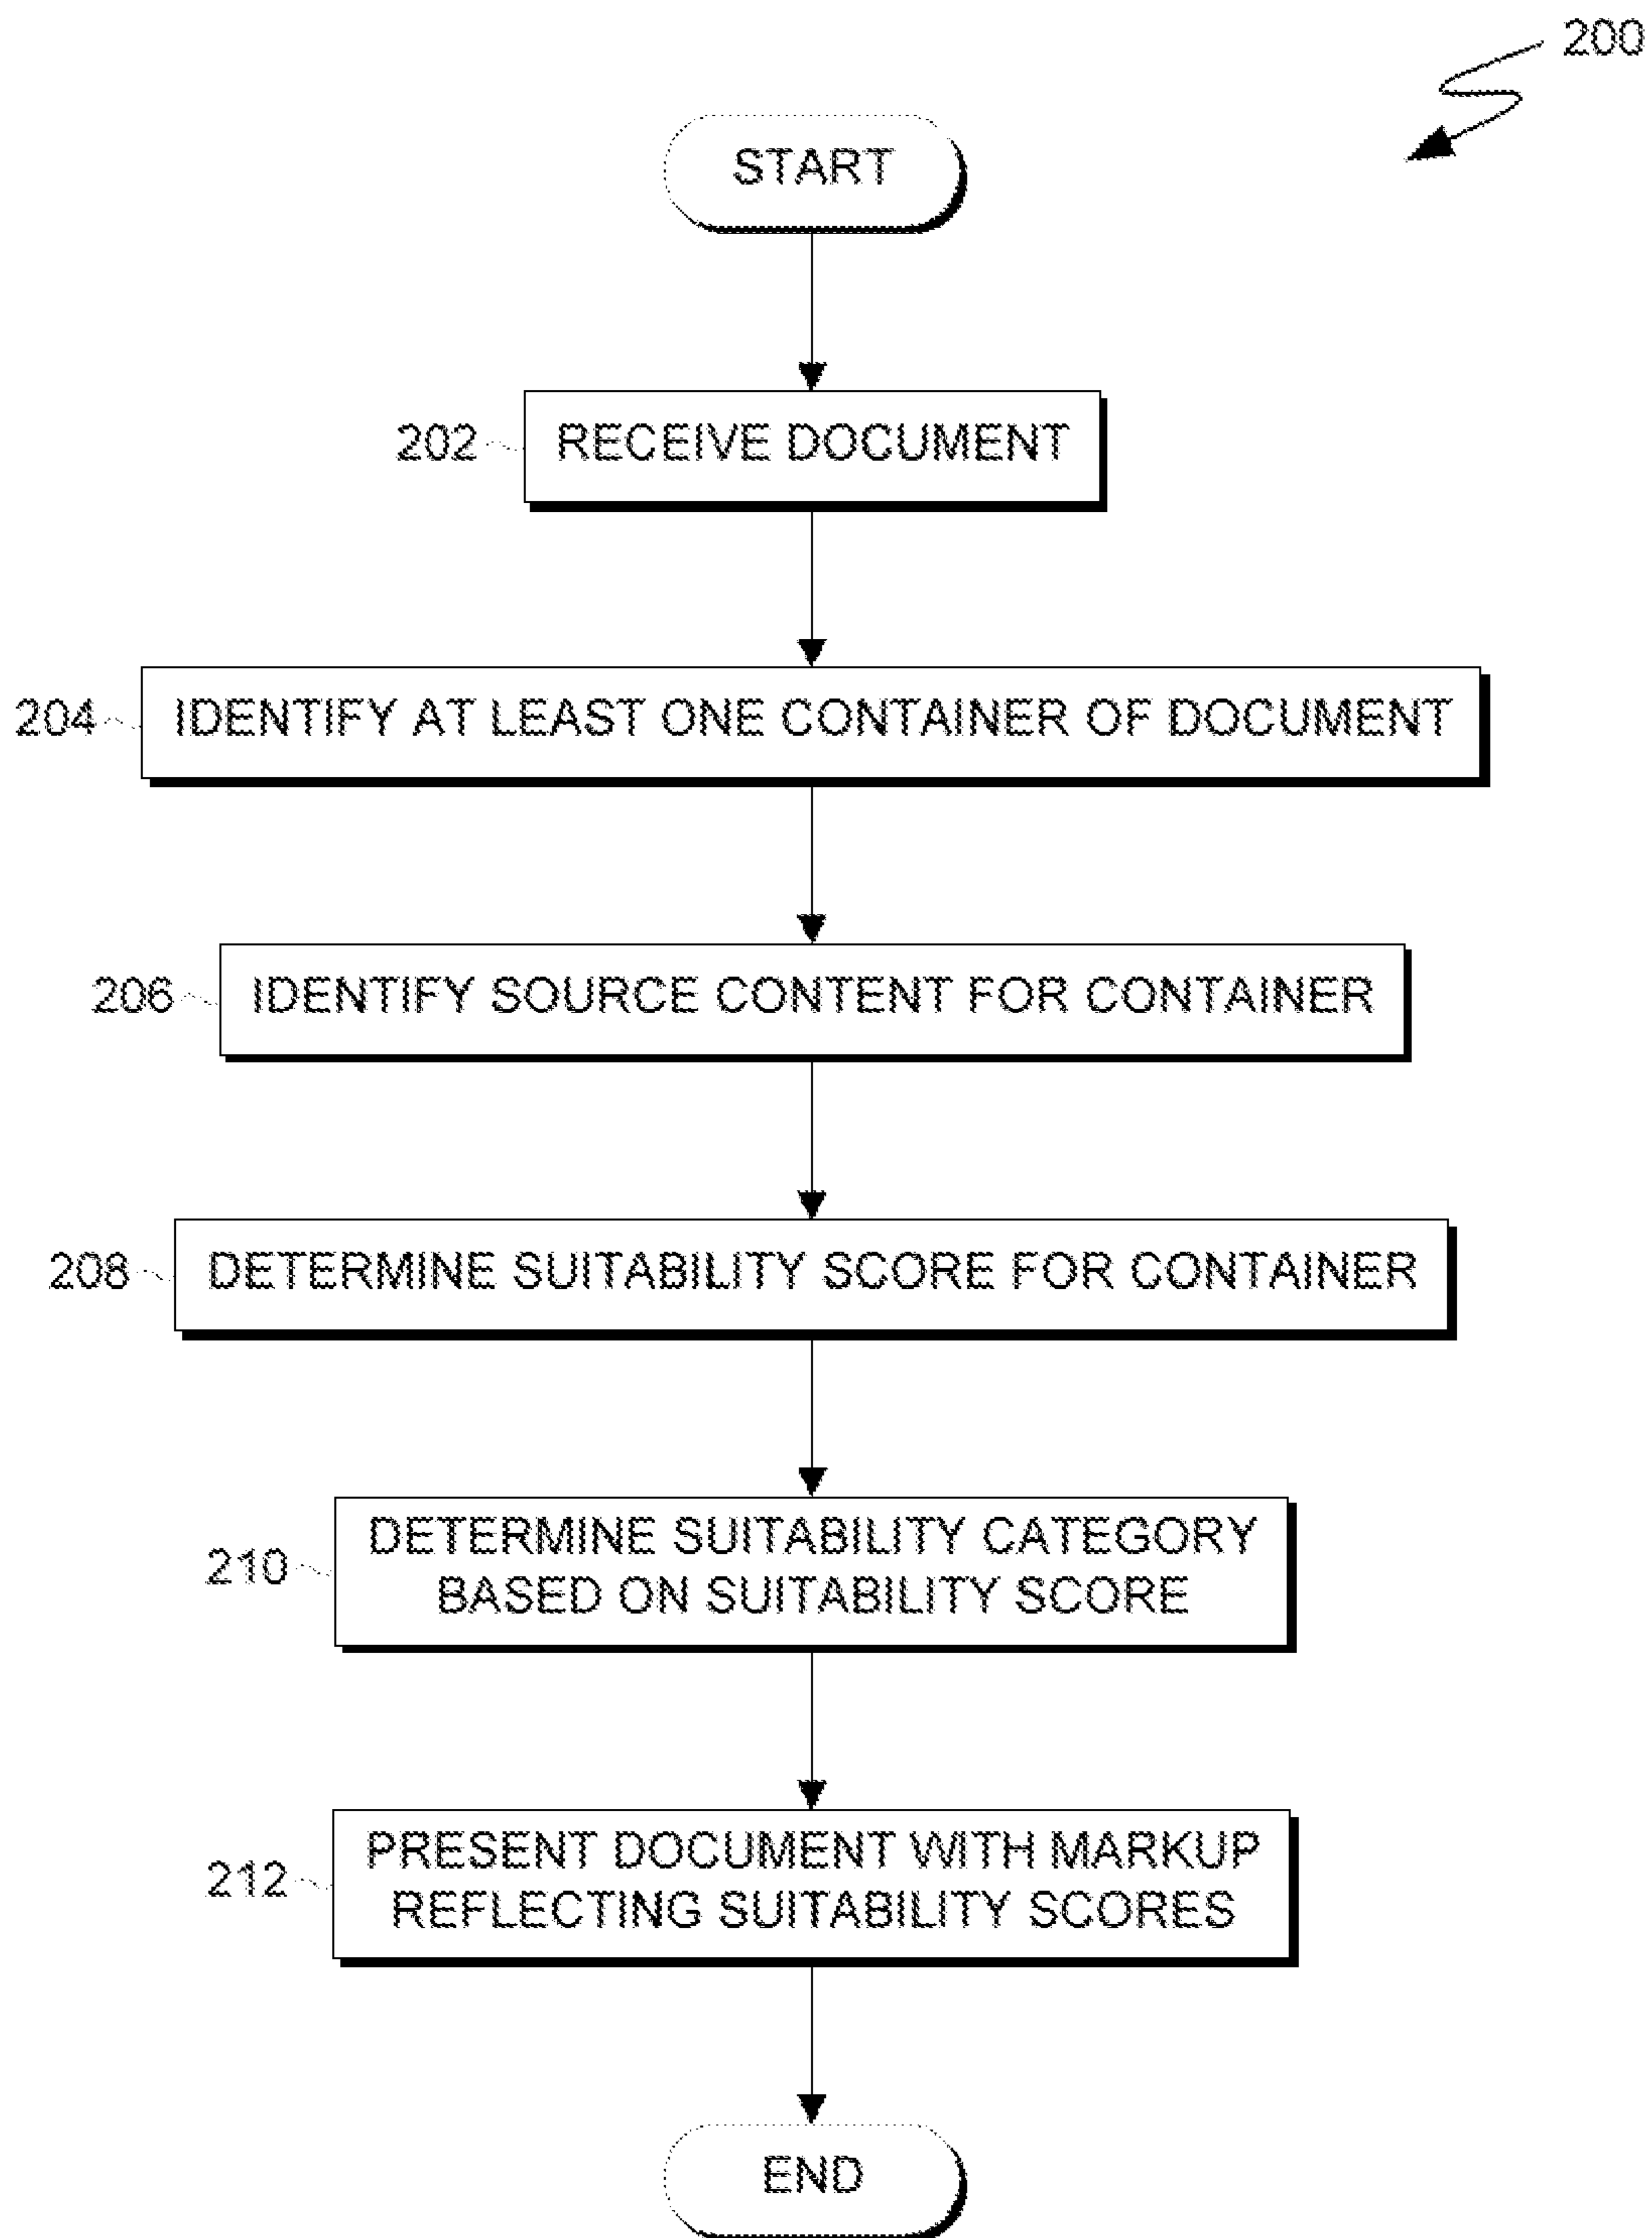 200
START
202 RECEIVE DOCUMENT
204 IDENTIFY AT LEAST ONE CONTAINER OF DOCUMENT
206 IDENTIFY SOURCE CONTENT FOR CONTAINER
208 DETERMINE SUITABILITY SCORE FOR CONTAINER
210 DETERMINE SUITABILITY CATEGORY
BASED ON SUITABILITY SCORE
212 PRESENT DOCUMENT WITH MARKUP
REFLECTING SUITABILITY SCORES
END